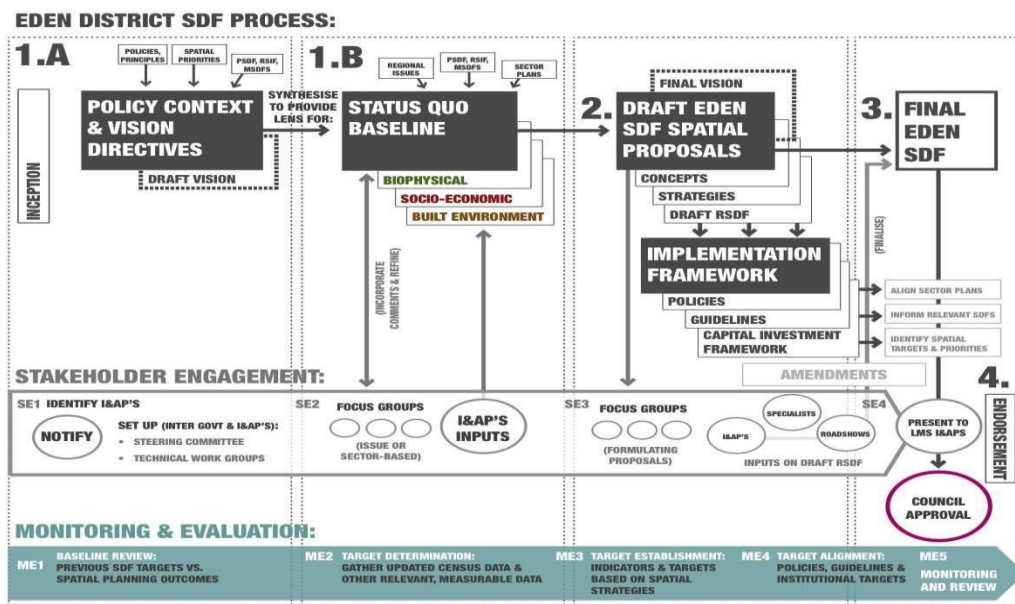 EDEN DISTRICT SDF PROCESS:
1.A
POLICIES,
PRINCIPLES
SPATIAL
PRIORITIES
PSDF, RSIF,
MSDFS
POLICY CONTEXT
& VISION
DIRECTIVES
DRAFT VISION
INCEPTION
SYNTHESISE
TO PROVIDE
LENS FOR:
1.B
REGIONAL
ISSUES
PSDF, RSIF,
MSDFS
SECTOR
PLANS
STATUS QUO
BASELINE
BIOPHYSICAL
SOCIO-ECONOMIC
BUILT ENVIRONMENT
(INCORPORATE
COMMENTS & REFINE)
2.
FINAL VISION
DRAFT EDEN
SDF SPATIAL
PROPOSALS
CONCEPTS
STRATEGIES
DRAFT RSDF
IMPLEMENTATION
FRAMEWORK
POLICIES
GUIDELINES
CAPITAL INVESTMENT
FRAMEWORK
3.
FINAL
EDEN
SDF
(FINALISE)
ALIGN SECTOR PLANS
INFORM RELEVANT SDFS
IDENTIFY SPATIAL
TARGETS & PRIORITIES
AMENDMENTS
4.
ENDORSEMENT
STAKEHOLDER ENGAGEMENT:
SE1 IDENTIFY I&AP'S
NOTIFY
SET UP (INTER GOVT & I&AP'S):
• STEERING COMMITTEE
• TECHNICAL WORK GROUPS
SE2
FOCUS GROUPS
(ISSUE OR
SECTOR-BASED)
I&AP'S
INPUTS
SE3
FOCUS GROUPS
(FORMULATING
PROPOSALS)
SPECIALISTS
I&AP'S
ROADSHOWS
INPUTS ON DRAFT RSDF
SE4
PRESENT TO
LMS I&APS
COUNCIL
APPROVAL
MONITORING & EVALUATION:
ME1
BASELINE REVIEW:
PREVIOUS SDF TARGETS VS.
SPATIAL PLANNING OUTCOMES
ME2
TARGET DETERMINATION:
GATHER UPDATED CENSUS DATA &
OTHER RELEVANT, MEASURABLE DATA
ME3
TARGET ESTABLISHMENT:
INDICATORS & TARGETS
BASED ON SPATIAL
STRATEGIES
ME4
TARGET ALIGNMENT:
POLICIES, GUIDELINES &
INSTITUTIONAL TARGETS
ME5
MONITORING
AND REVIEW